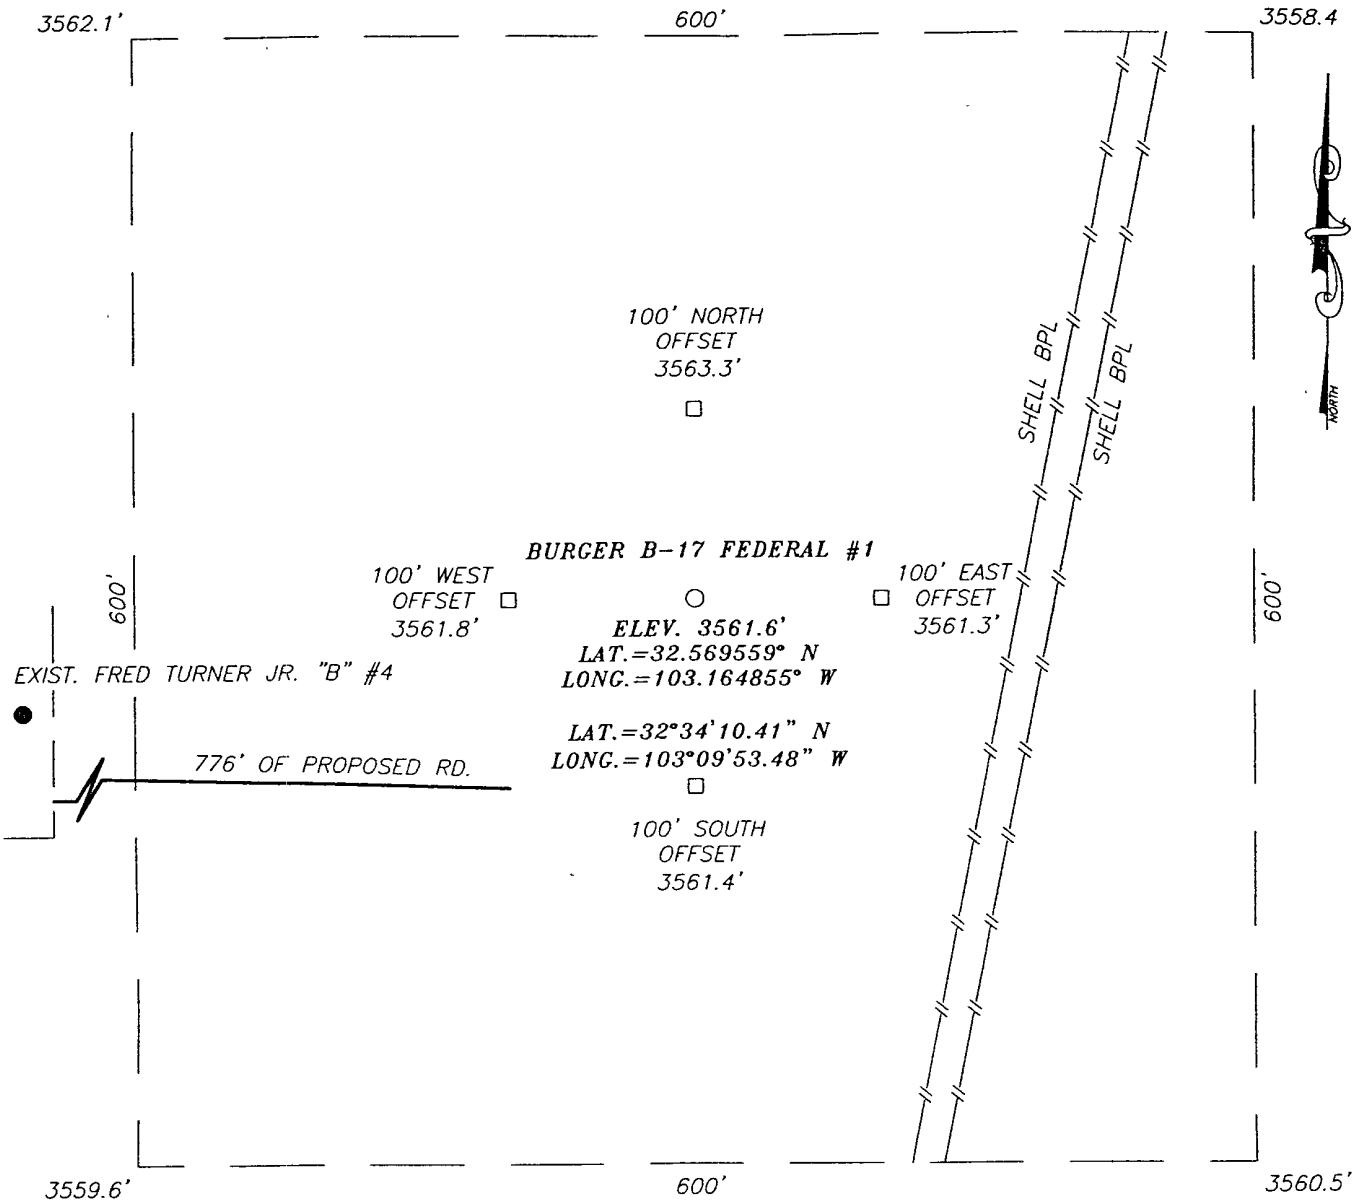 3562.1'
600'
3558.4
NORTH
100' NORTH
OFFSET
3563.3'
SHELL BPL
SHELL BPL
BURGER B-17 FEDERAL #1
100' WEST
OFFSET
3561.8'
100' EAST
OFFSET
3561.3'
600'
600'
ELEV. 3561.6'
LAT.=32.569559° N
LONG.=103.164855° W
EXIST. FRED TURNER JR. "B" #4
LAT.=32°34'10.41" N
LONG.=103°09'53.48" W
776' OF PROPOSED RD.
100' SOUTH
OFFSET
3561.4'
3559.6'
600'
3560.5'